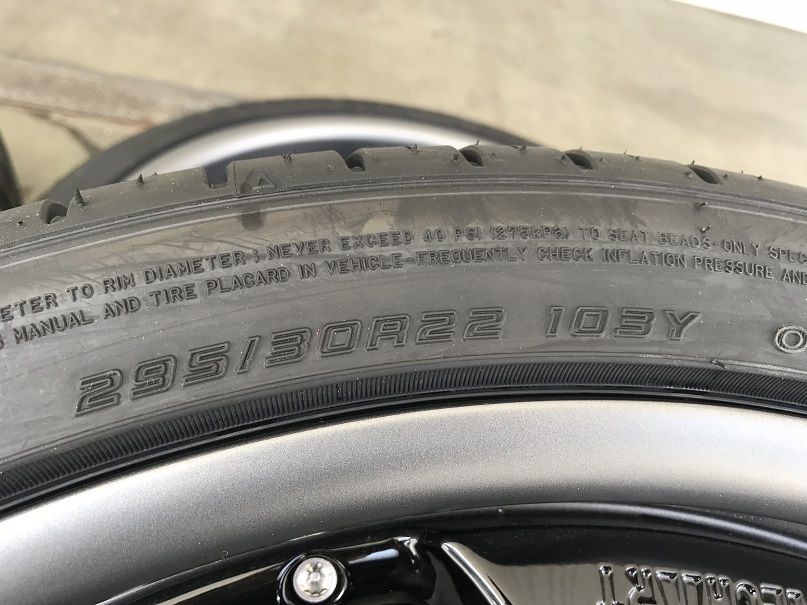 A
ETER TO RIM DIAMETER : NEVER EXCEED 40 PSI (275kPa) TO SEAT BEADS-ONLY SPEC
S MANUAL AND TIRE PLACARD IN VEHICLE-FREQUENTLY CHECK INFLATION PRESSURE AND
295/30R22 103Y